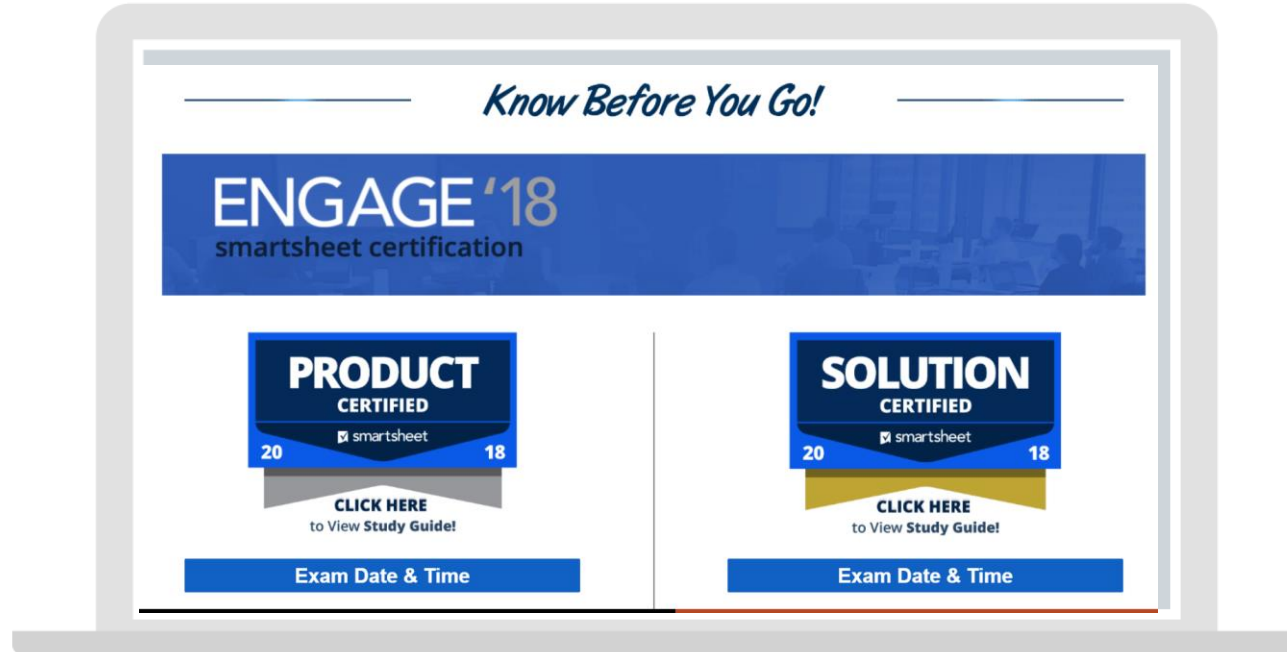 Know Before You Go!
ENGAGE '18
smartsheet certification
PRODUCT
CERTIFIED
smartsheet
20 18
CLICK HERE
to View Study Guide!
Exam Date & Time
SOLUTION
CERTIFIED
smartsheet
20 18
CLICK HERE
to View Study Guide!
Exam Date & Time